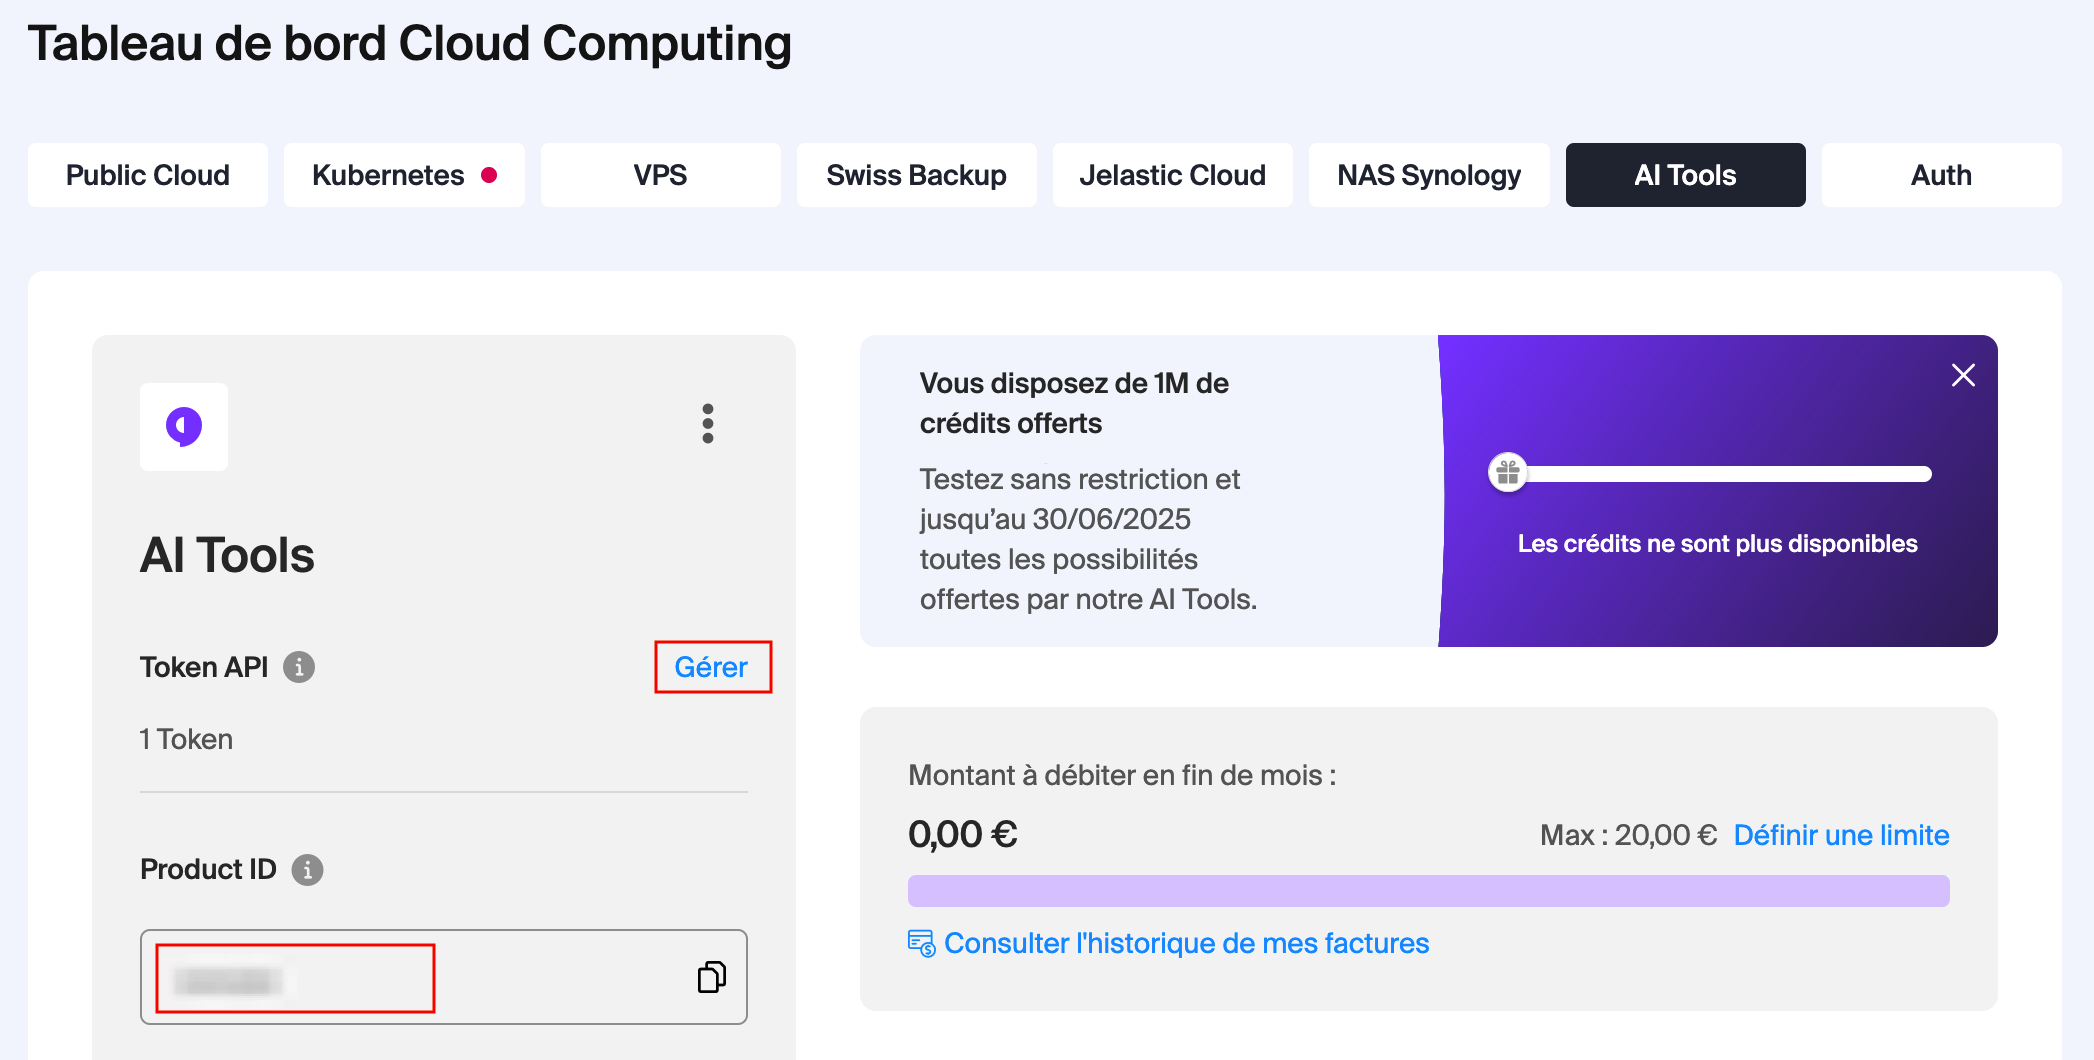 Tableau de bord Cloud Computing
Public Cloud
Kubernetes
VPS
Swiss Backup
Jelastic Cloud
NAS Synology
AI Tools
Auth
AI Tools
Token API
Gérer
1 Token
Product ID
Vous disposez de 1M de
crédits offerts
Testez sans restriction et
jusqu’au 30/06/2025
toutes les possibilités
offertes par notre AI Tools.
Les crédits ne sont plus disponibles
Montant à débiter en fin de mois :
0,00 €
Max : 20,00 € Définir une limite
Consulter l'historique de mes factures